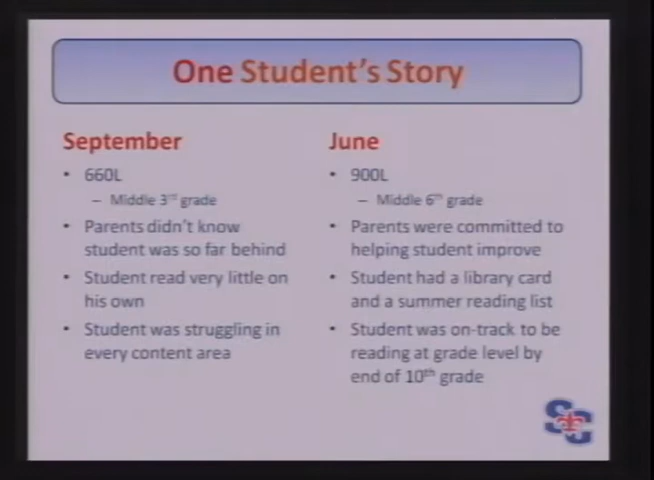 One Student's Story
September
• 660L
– Middle 3rd grade
• Parents didn't know
student was so far behind
• Student read very little on
his own
• Student was struggling in
every content area
June
• 900L
– Middle 6th grade
• Parents were committed to
helping student improve
• Student had a library card
and a summer reading list
• Student was on-track to be
reading at grade level by
end of 10th grade
SC